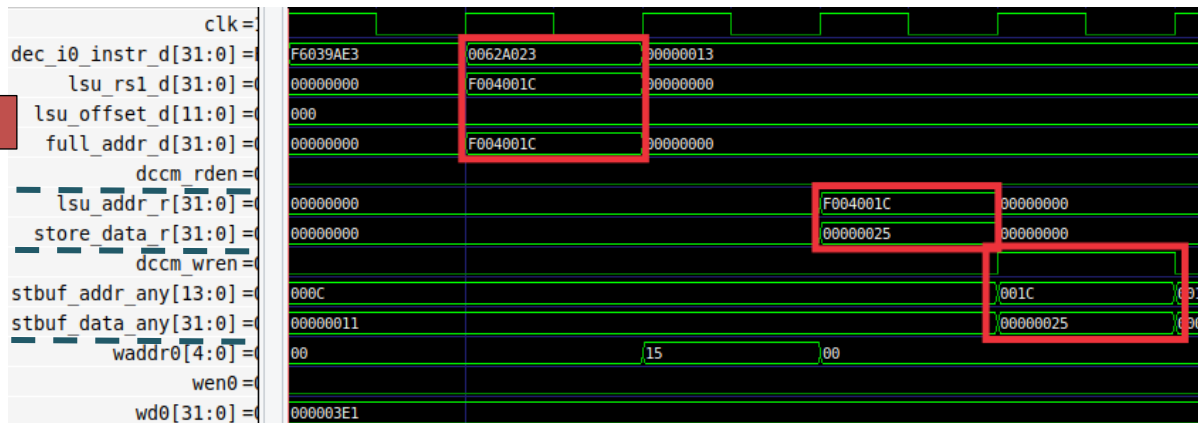 clk =
dec_i0_instr_d[31:0] = F6039AE3 0062A023 00000013
lsu_rs1_d[31:0] = 00000000 F004001C 00000000
lsu_offset_d[11:0] = 000
full_addr_d[31:0] = 00000000 F004001C 00000000
dccm_rden =
lsu_addr_r[31:0] = 00000000 F004001C 00000000
store_data_r[31:0] = 00000000 00000025 00000000
dccm_wren =
stbuf_addr_any[13:0] = 000C 001C
stbuf_data_any[31:0] = 00000011 00000025
waddr0[4:0] = 00 15 00
wen0 =
wd0[31:0] = 000003E1